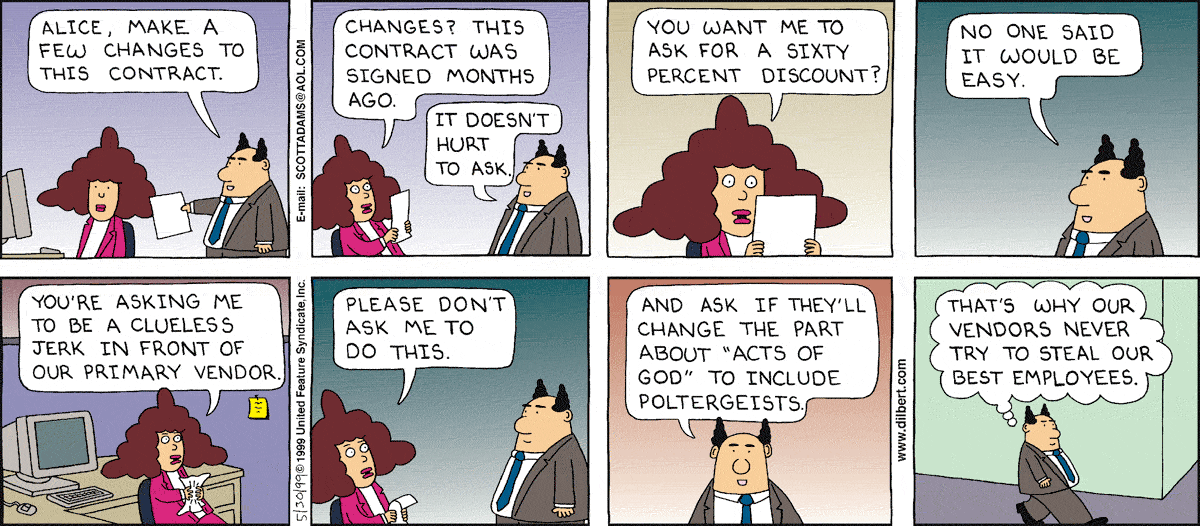 ALICE, MAKE A
FEW CHANGES TO
THIS CONTRACT.
E-mail: SCOTTADAMS@AOL.COM
CHANGES? THIS
CONTRACT WAS
SIGNED MONTHS
AGO.
IT DOESN'T
HURT
TO ASK.
YOU WANT ME TO
ASK FOR A SIXTY
PERCENT DISCOUNT?
NO ONE SAID
IT WOULD BE
EASY.
YOU'RE ASKING ME
TO BE A CLUELESS
JERK IN FRONT OF
OUR PRIMARY VENDOR.
5/30/99 © 1999 United Feature Syndicate, Inc.
PLEASE DON'T
ASK ME TO
DO THIS.
AND ASK IF THEY'LL
CHANGE THE PART
ABOUT "ACTS OF
GOD" TO INCLUDE
POLTERGEISTS.
www.dilbert.com
THAT'S WHY OUR
VENDORS NEVER
TRY TO STEAL OUR
BEST EMPLOYEES.